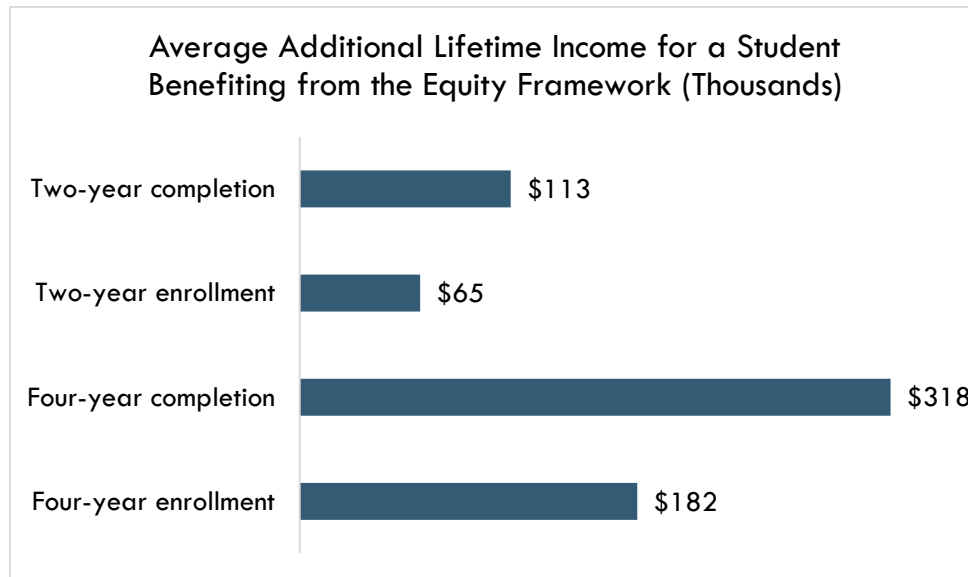 Average Additional Lifetime Income for a Student
Benefiting from the Equity Framework (Thousands)
Two-year completion
$113
Two-year enrollment
$65
Four-year completion
$318
Four-year enrollment
$182